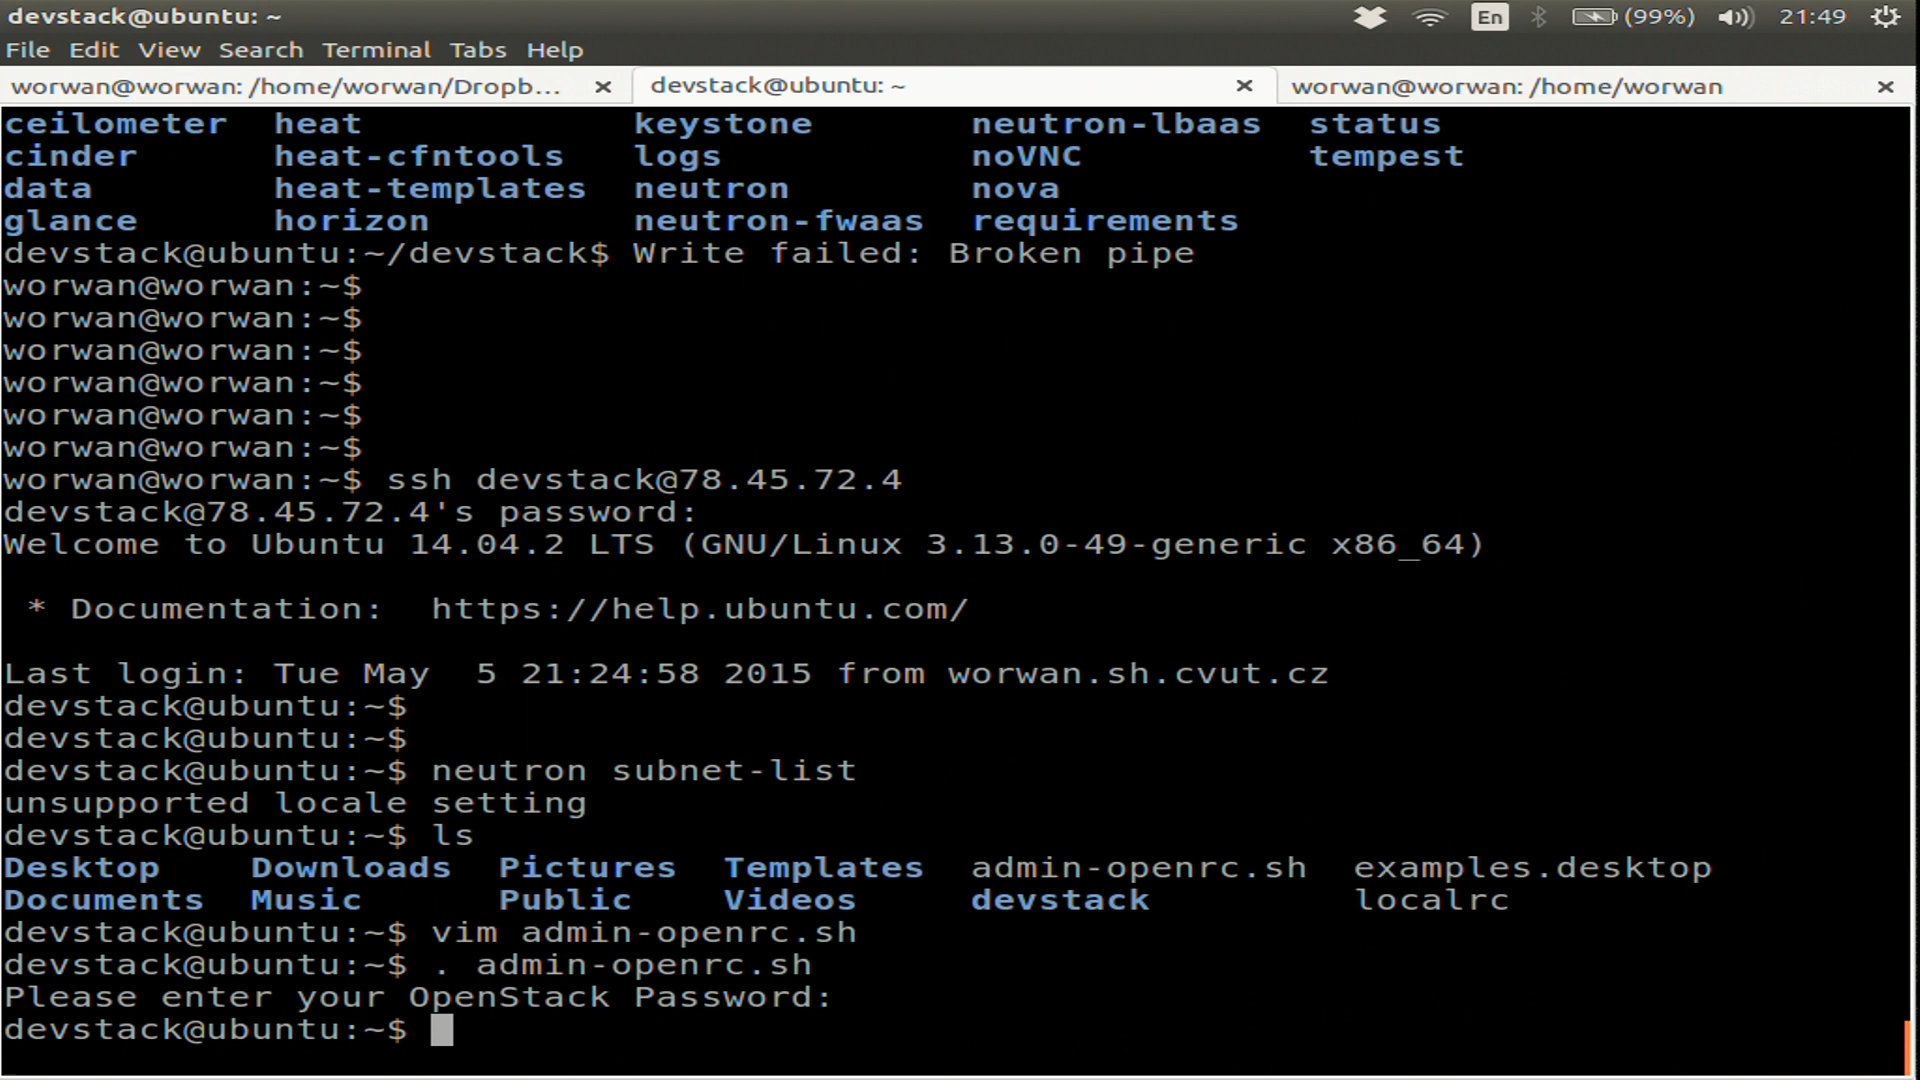 devstack@ubuntu: ~
En
(99%)
21:49
File Edit View Search Terminal Tabs Help
worwan@worwan: /home/worwan/Dropb... ×
devstack@ubuntu: ~ ×
worwan@worwan: /home/worwan ×
ceilometer heat keystone neutron-lbaas status
cinder heat-cfntools logs noVNC tempest
data heat-templates neutron nova
glance horizon neutron-fwaas requirements
devstack@ubuntu:~/devstack$ Write failed: Broken pipe
worwan@worwan:~$
worwan@worwan:~$
worwan@worwan:~$
worwan@worwan:~$
worwan@worwan:~$
worwan@worwan:~$
worwan@worwan:~$ ssh devstack@78.45.72.4
devstack@78.45.72.4's password:
Welcome to Ubuntu 14.04.2 LTS (GNU/Linux 3.13.0-49-generic x86_64)
* Documentation: https://help.ubuntu.com/
Last login: Tue May 5 21:24:58 2015 from worwan.sh.cvut.cz
devstack@ubuntu:~$
devstack@ubuntu:~$
devstack@ubuntu:~$ neutron subnet-list
unsupported locale setting
devstack@ubuntu:~$ ls
Desktop Downloads Pictures Templates admin-openrc.sh examples.desktop
Documents Music Public Videos devstack localrc
devstack@ubuntu:~$ vim admin-openrc.sh
devstack@ubuntu:~$ . admin-openrc.sh
Please enter your OpenStack Password:
devstack@ubuntu:~$